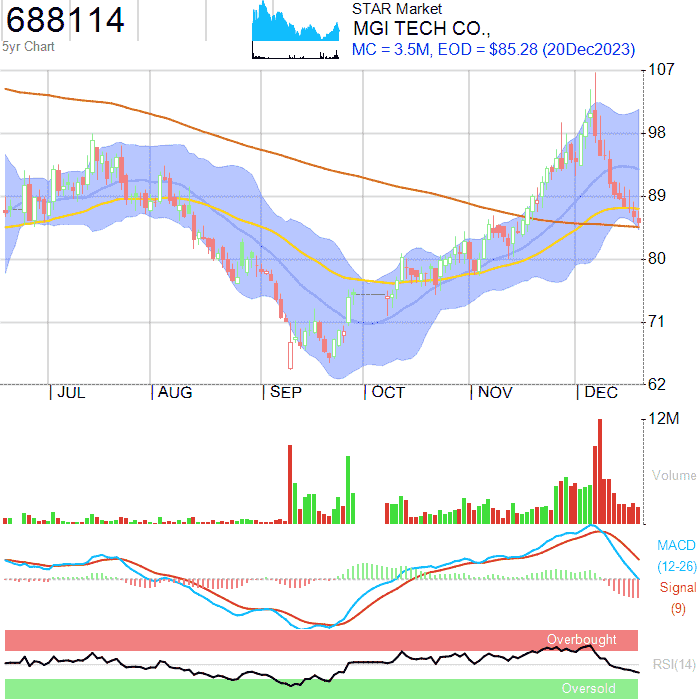 688114
STAR Market
5yr Chart
MGI TECH CO.,
MC = 3.5M, EOD = $85.28 (20Dec2023)
107
98
89
80
71
62
JUL AUG SEP OCT NOV DEC
12M
Volume
MACD
(12-26)
Signal
(9)
Overbought
RSI(14)
Oversold